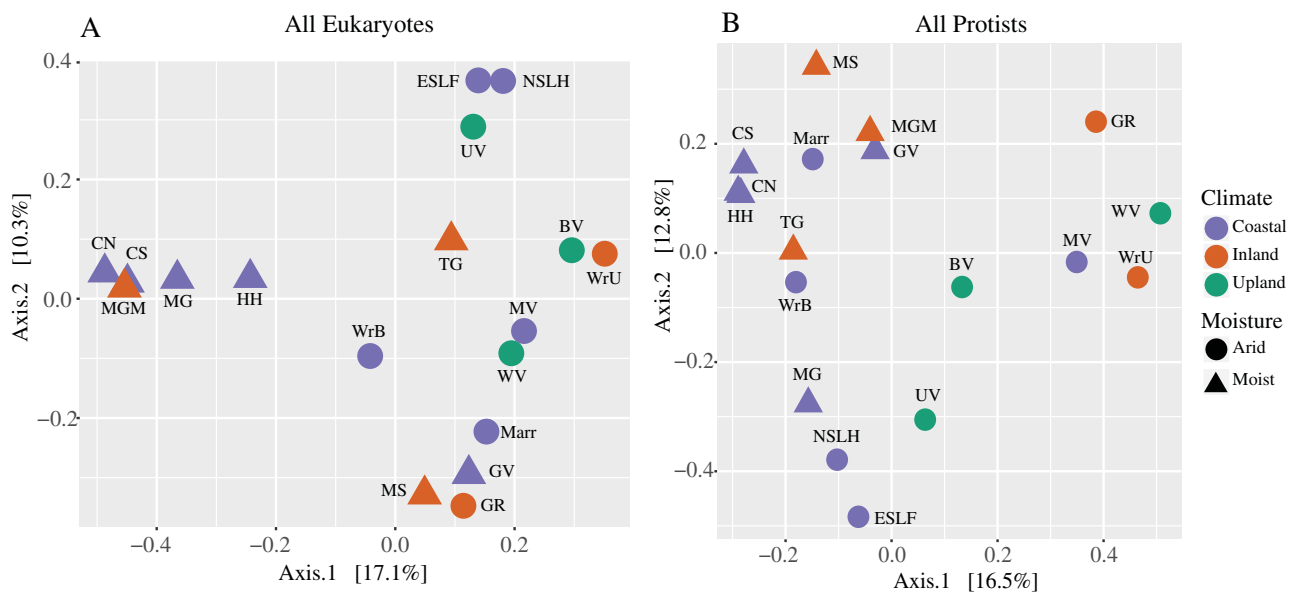 A
All Eukaryotes
0.4
0.2
0.0
−0.2
Axis.2 [10.3%]
ESLF
NSLH
UV
BV
WrU
TG
CN
CS
MGM
MG
HH
WrB
MV
WV
Marr
GV
MS
GR
−0.4
−0.2
0.0
0.2
Axis.1 [17.1%]
B
All Protists
0.2
0.0
−0.2
−0.4
Axis.2 [12.8%]
MS
MGM
GV
GR
CS
Marr
CN
HH
TG
WrB
WV
MV
WrU
BV
MG
UV
NSLH
ESLF
−0.2
0.0
0.2
0.4
Axis.1 [16.5%]
Climate
Coastal
Inland
Upland
Moisture
Arid
Moist